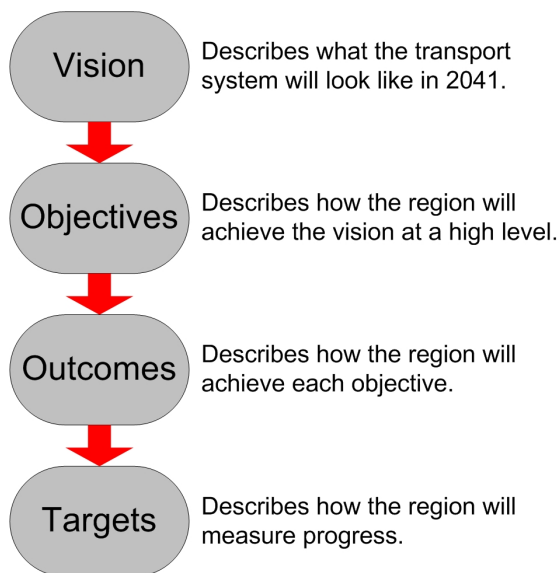 Vision
Describes what the transport
system will look like in 2041.
Objectives
Describes how the region will
achieve the vision at a high level.
Outcomes
Describes how the region will
achieve each objective.
Targets
Describes how the region will
measure progress.